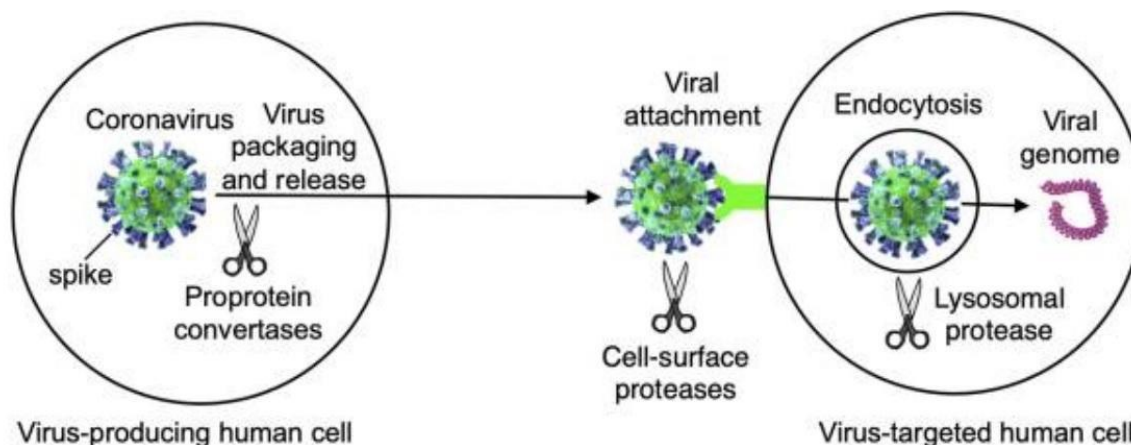 Coronavirus
Virus
packaging
and release
spike
Proprotein
convertases
Virus-producing human cell
Viral
attachment
Cell-surface
proteases
Endocytosis
Viral
genome
Lysosomal
protease
Virus-targeted human cell